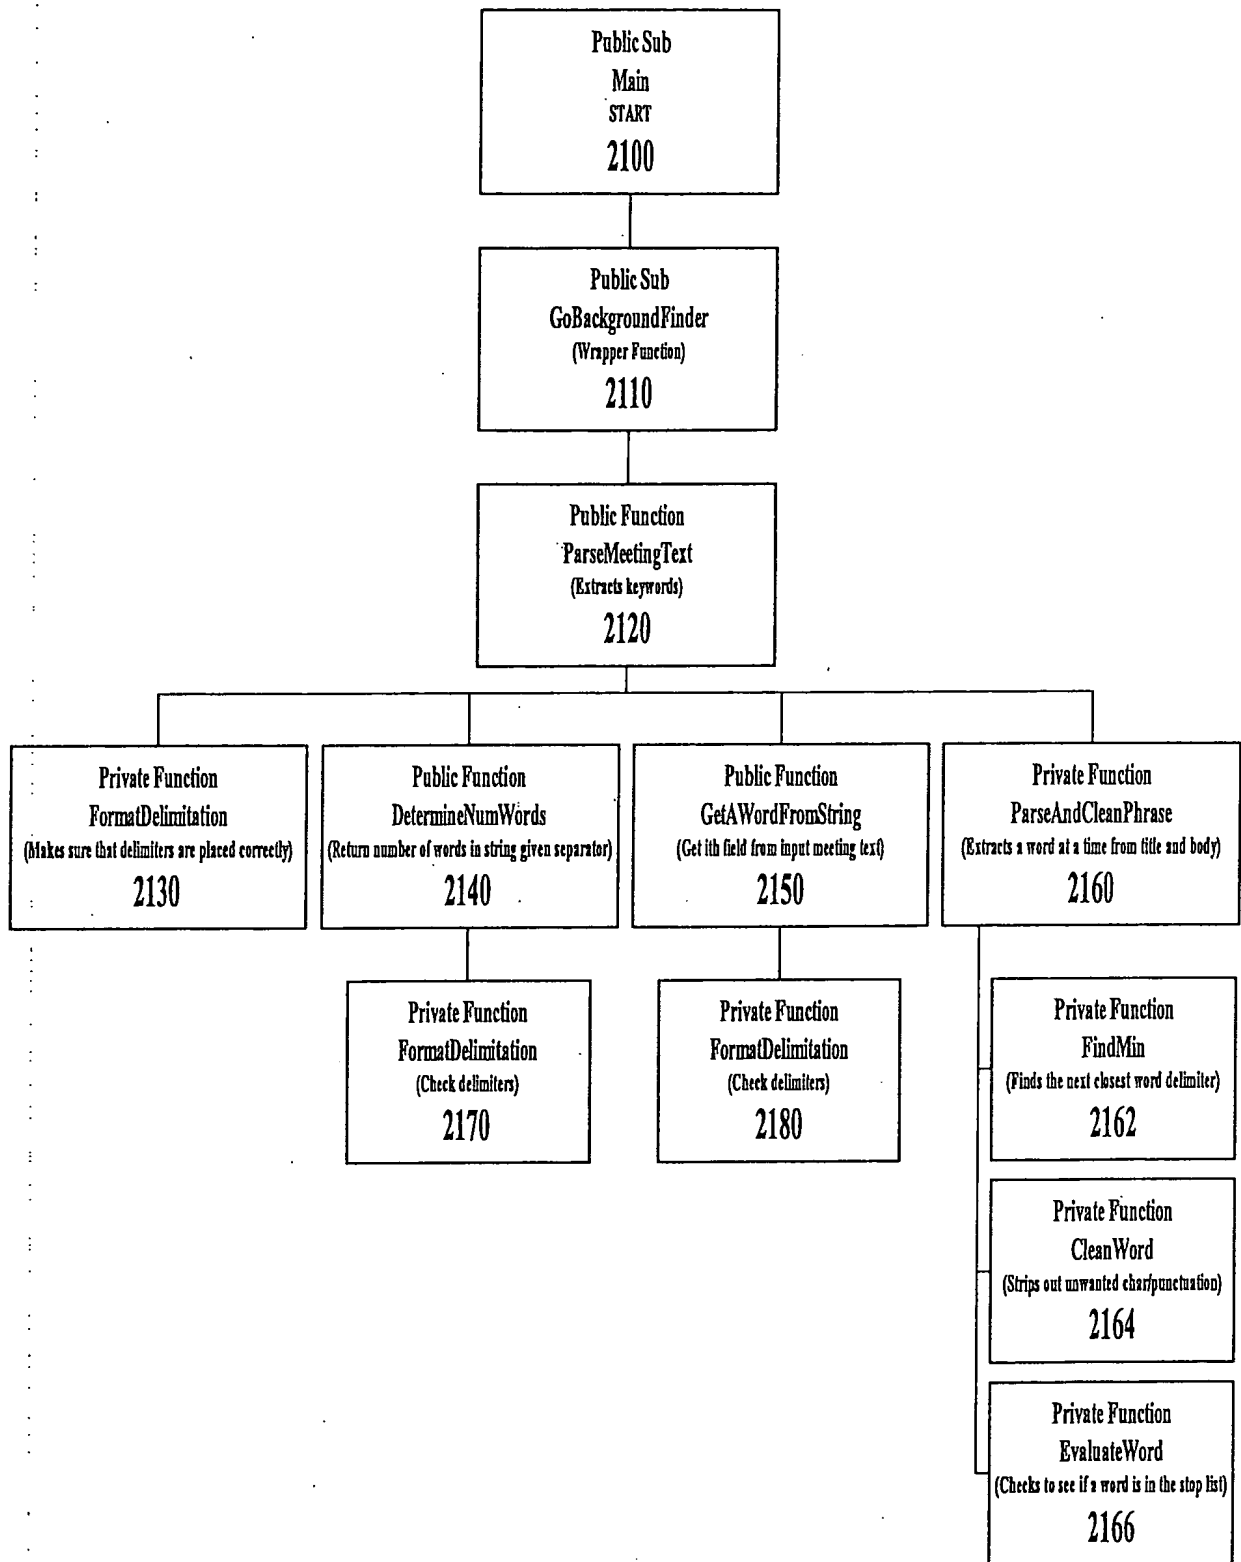 Public Sub
Main
START
2100
Public Sub
GoBackgroundFinder
(Wrapper Function)
2110
Public Function
ParseMeetingText
(Extracts keywords)
2120
Private Function
FormatDelimitation
(Makes sure that delimiters are placed correctly)
2130
Public Function
DetermineNumWords
(Return number of words in string given separator)
2140
Public Function
GetAWordFromString
(Get ith field from input meeting text)
2150
Private Function
ParseAndCleanPhrase
(Extracts a word at a time from title and body)
2160
Private Function
FormatDelimitation
(Check delimiters)
2170
Private Function
FormatDelimitation
(Check delimiters)
2180
Private Function
FindMin
(Finds the next closest word delimiter)
2162
Private Function
CleanWord
(Strips out unwanted char/punctuation)
2164
Private Function
EvaluateWord
(Checks to see if a word is in the stop list)
2166